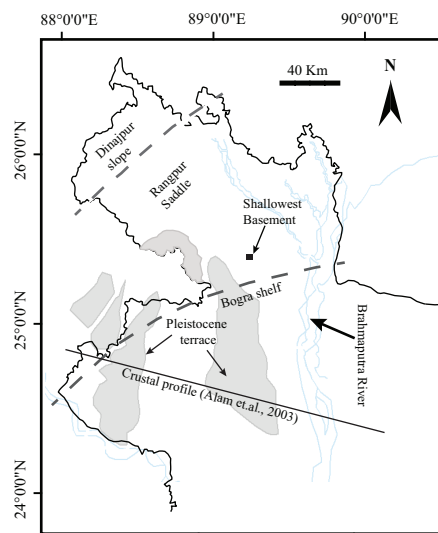 88°0'0"E
89°0'0"E
90°0'0"E
40 Km
N
26°0'0"N
25°0'0"N
24°0'0"N
Dinajpur
slope
Rangpur
Saddle
Shallowest
Basement
Bogra shelf
Pleistocene
terrace
Brahmaputra River
Crustal profile (Alam et.al., 2003)